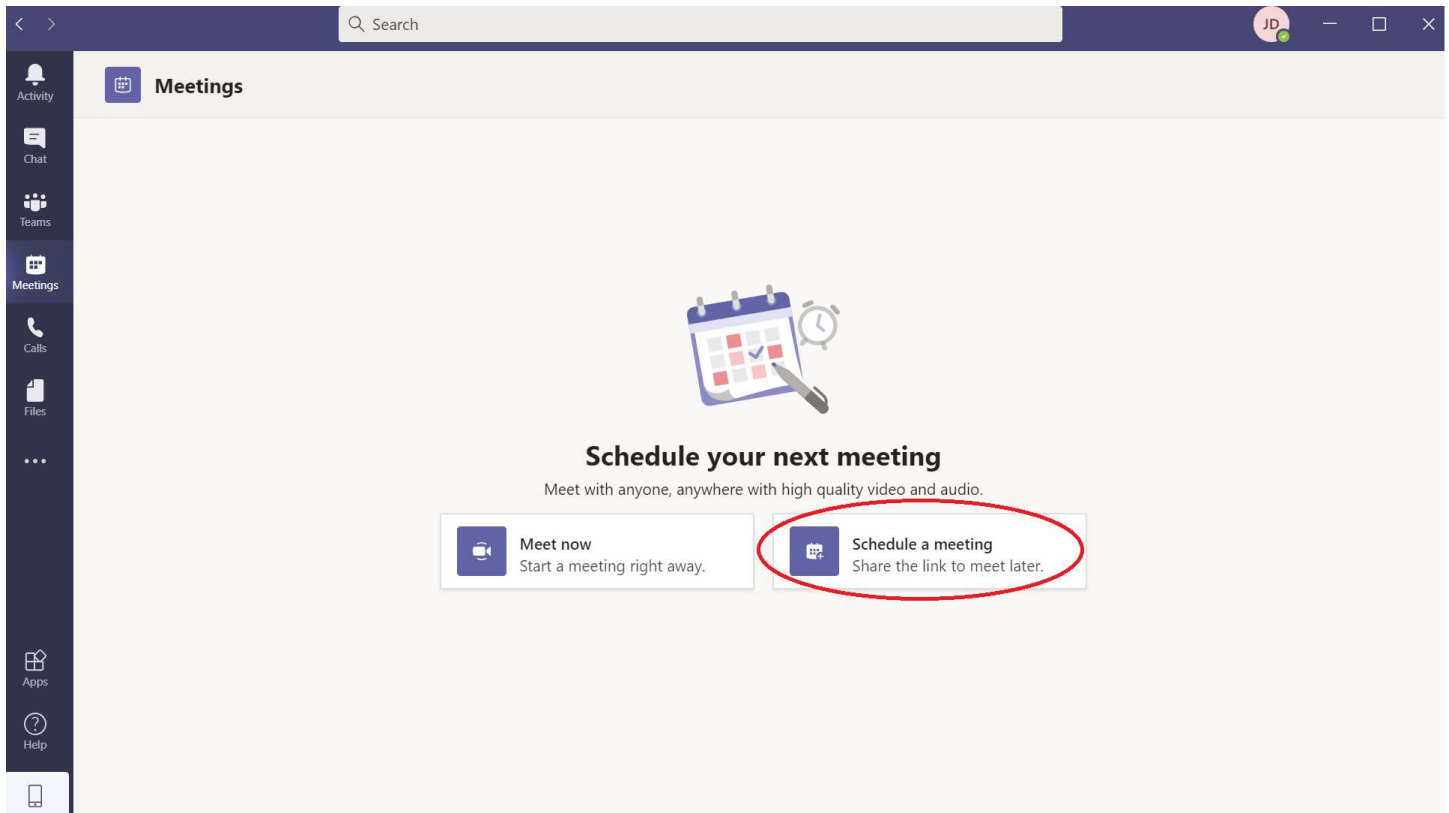 Search
JD
Activity
Meetings
Chat
Teams
Meetings
Calls
Files
Schedule your next meeting
Meet with anyone, anywhere with high quality video and audio.
Meet now
Start a meeting right away.
Schedule a meeting
Share the link to meet later.
Apps
Help